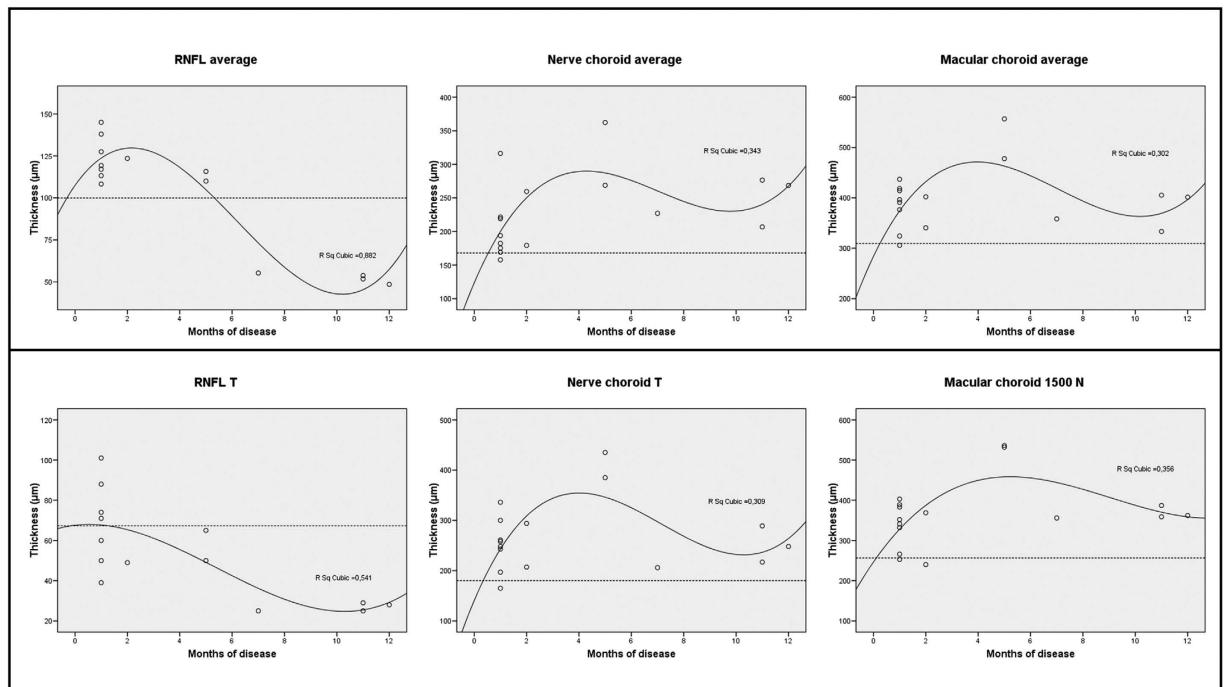 RNFL average
Nerve choroid average
Macular choroid average
Thickness (µm)
150
125
100
75
50
R Sq Cubic =0,882
0 2 4 6 8 10 12
Months of disease
Thickness (µm)
400
350
300
250
200
150
100
R Sq Cubic =0,343
0 2 4 6 8 10 12
Months of disease
Thickness (µm)
600
500
400
300
200
R Sq Cubic =0,302
0 2 4 6 8 10 12
Months of disease
RNFL T
Nerve choroid T
Macular choroid 1500 N
Thickness (µm)
120
100
80
60
40
20
R Sq Cubic =0,541
0 2 4 6 8 10 12
Months of disease
Thickness (µm)
500
400
300
200
100
R Sq Cubic =0,309
0 2 4 6 8 10 12
Months of disease
Thickness (µm)
600
500
400
300
200
100
R Sq Cubic =0,356
0 2 4 6 8 10 12
Months of disease